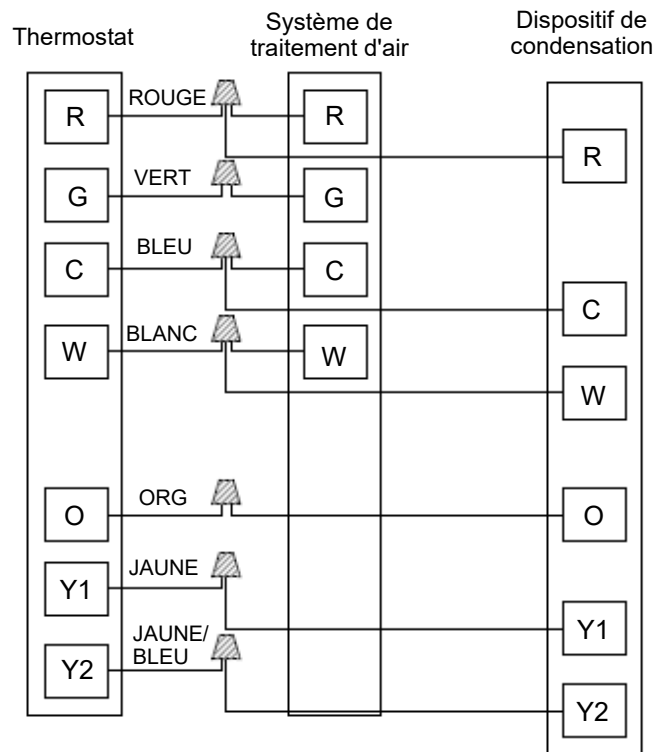 Thermostat
Système de
traitement d'air
Dispositif de
condensation
R
ROUGE
R
R
G
VERT
G
C
BLEU
C
C
W
BLANC
W
W
O
ORG
O
Y1
JAUNE
Y1
Y2
JAUNE/
BLEU
Y2